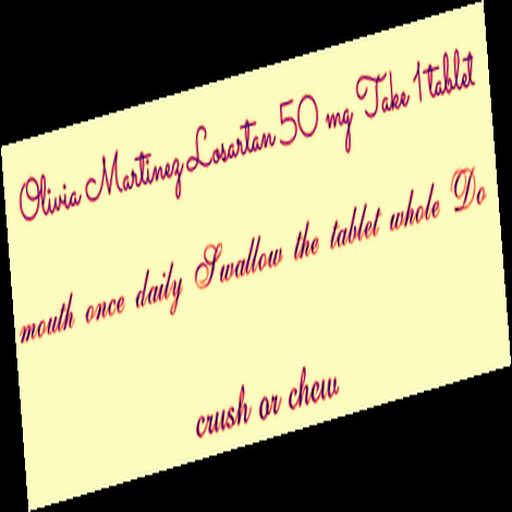 Olivia Martinez Losartan 50 mg Take 1 tablet
mouth once daily Swallow the tablet whole Do
crush or chew